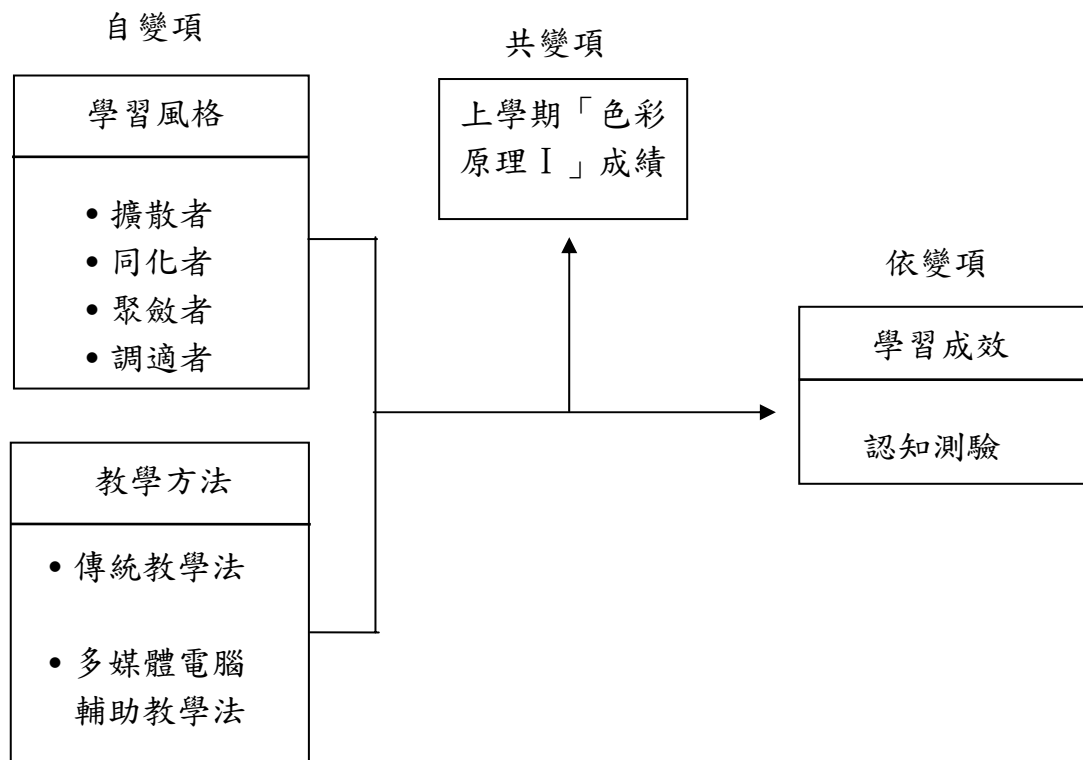 自變項
學習風格
• 擴散者
• 同化者
• 聚斂者
• 調適者
教學方法
• 傳統教學法
• 多媒體電腦
輔助教學法
共變項
上學期「色彩
原理Ⅰ」成績
依變項
學習成效
認知測驗